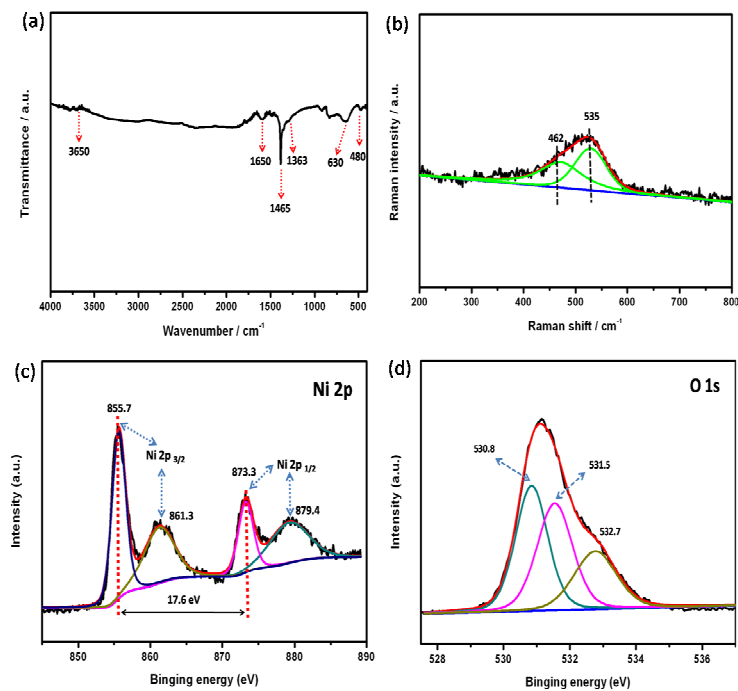 (a)
Transmittance / a.u.
3650
1650
1465
1363
630
480
4000 3500 3000 2500 2000 1500 1000 500
Wavenumber / cm-1
(b)
Raman intensity / a.u.
462
535
200 300 400 500 600 700 800
Raman shift / cm-1
(c)
Ni 2p
Intensity (a.u.)
855.7
Ni 2p 3/2
861.3
873.3
Ni 2p 1/2
879.4
17.6 eV
850 860 870 880 890
Binging energy (eV)
(d)
O 1s
Intensity (a.u.)
530.8
531.5
532.7
528 530 532 534 536
Binging energy (eV)